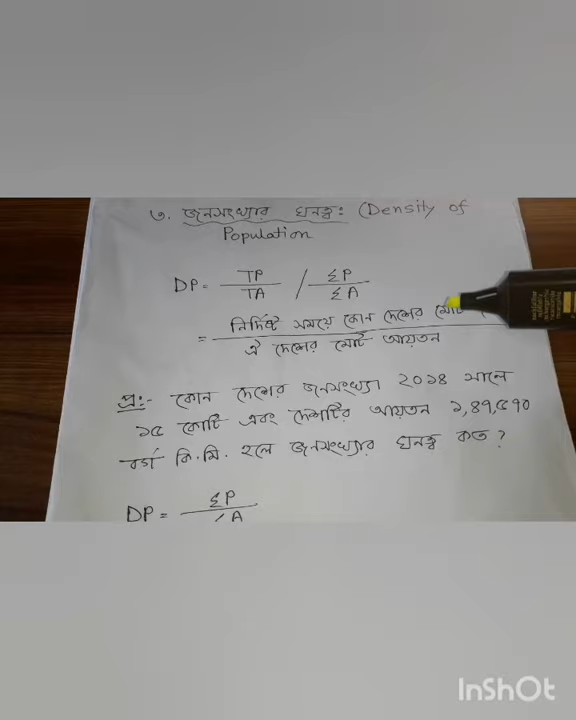 ৩. জনসংখ্যার ঘনত্ব: (Density of
Population
DP = TP / TA / ΣP / ΣA
= নির্দিষ্ট সময়ে কোন দেশের মোট
ঐ দেশের মোট আয়তন
প্র:- কোন দেশের জনসংখ্যা ২০১৪ সালে
১৫ কোটি এবং দেশটির আয়তন ১,৪৭,৫৭০
বর্গ কি.মি. হলে জনসংখ্যার ঘনত্ব কত?
DP = ΣP / ΣA
InShOt